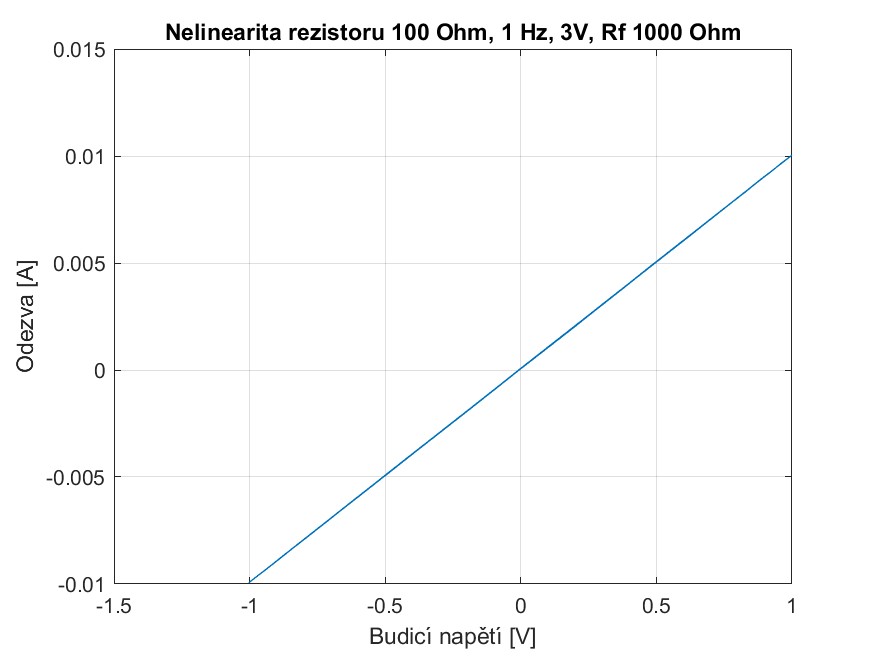 Nelinearita rezistoru 100 Ohm, 1 Hz, 3V, Rf 1000 Ohm
0.015
0.01
0.005
0
-0.005
-0.01
Odezva [A]
-1.5 -1 -0.5 0 0.5 1
Budicí napětí [V]